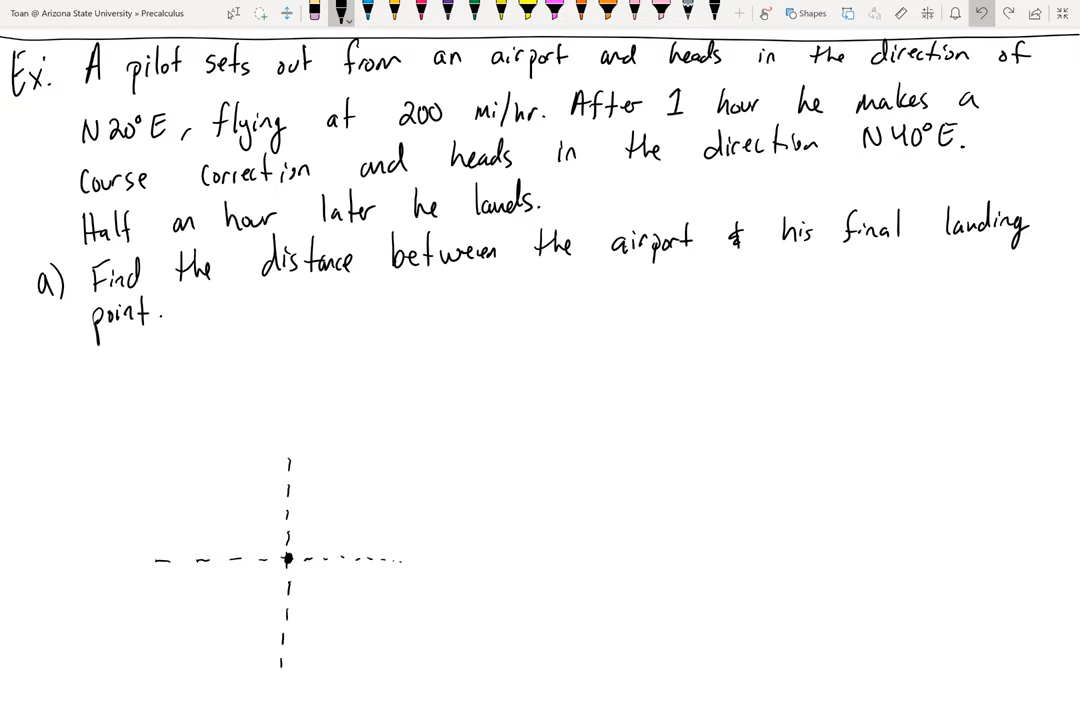 Toan @ Arizona State University » Precalculus
Shapes
Ex: A pilot sets out from an airport and heads in the direction of
N20°E, flying at 200 mi/hr. After 1 hour he makes a
course correction and heads in the direction N40°E.
Half an hour later he lands.
a) Find the distance between the airport & his final landing
point.